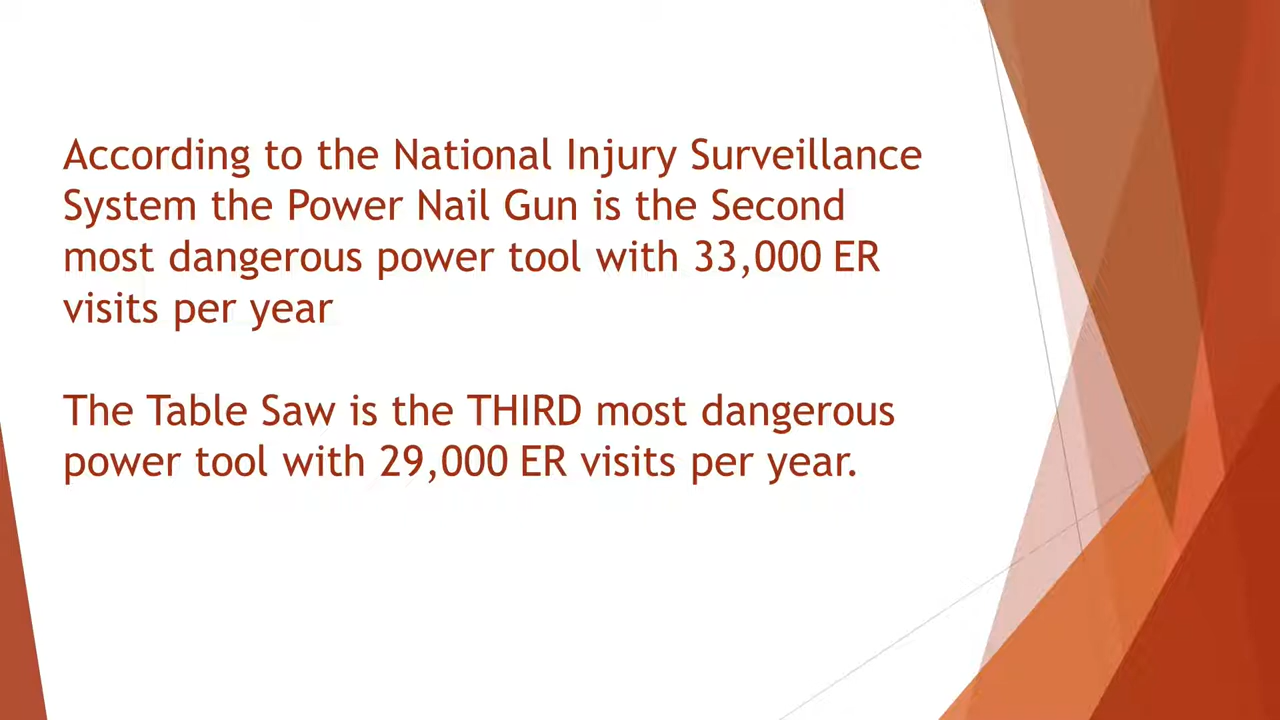 According to the National Injury Surveillance
System the Power Nail Gun is the Second
most dangerous power tool with 33,000 ER
visits per year
The Table Saw is the THIRD most dangerous
power tool with 29,000 ER visits per year.